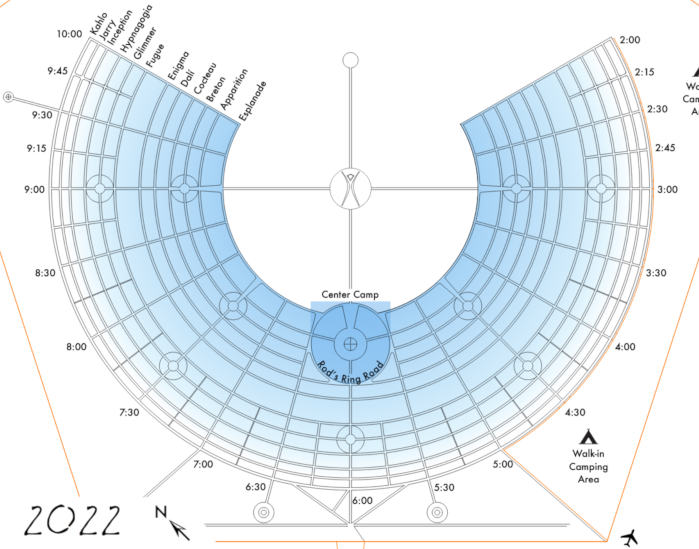 Kahlo
Jarry
Inception
Hypnagogia
Glimmer
Fugue
Enigma
Dalí
Cocteau
Breton
Apparition
Esplanade
10:00
9:45
9:30
9:15
9:00
8:30
8:00
7:30
7:00
6:30
6:00
5:30
5:00
4:30
4:00
3:30
3:00
2:45
2:30
2:15
2:00
Center Camp
Rod's Ring Road
Walk-in
Camping
Area
2022
N